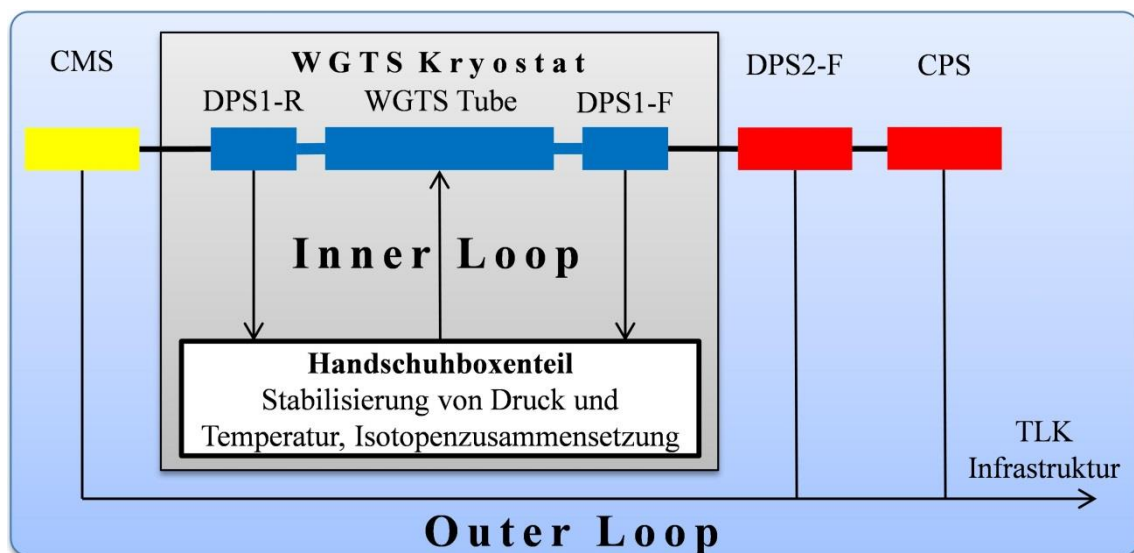 CMS
WGTS Kryostat
DPS2-F
CPS
DPS1-R
WGTS Tube
DPS1-F
Inner Loop
Handschuhboxenteil
Stabilisierung von Druck und
Temperatur, Isotopenzusammensetzung
TLK
Infrastruktur
Outer Loop